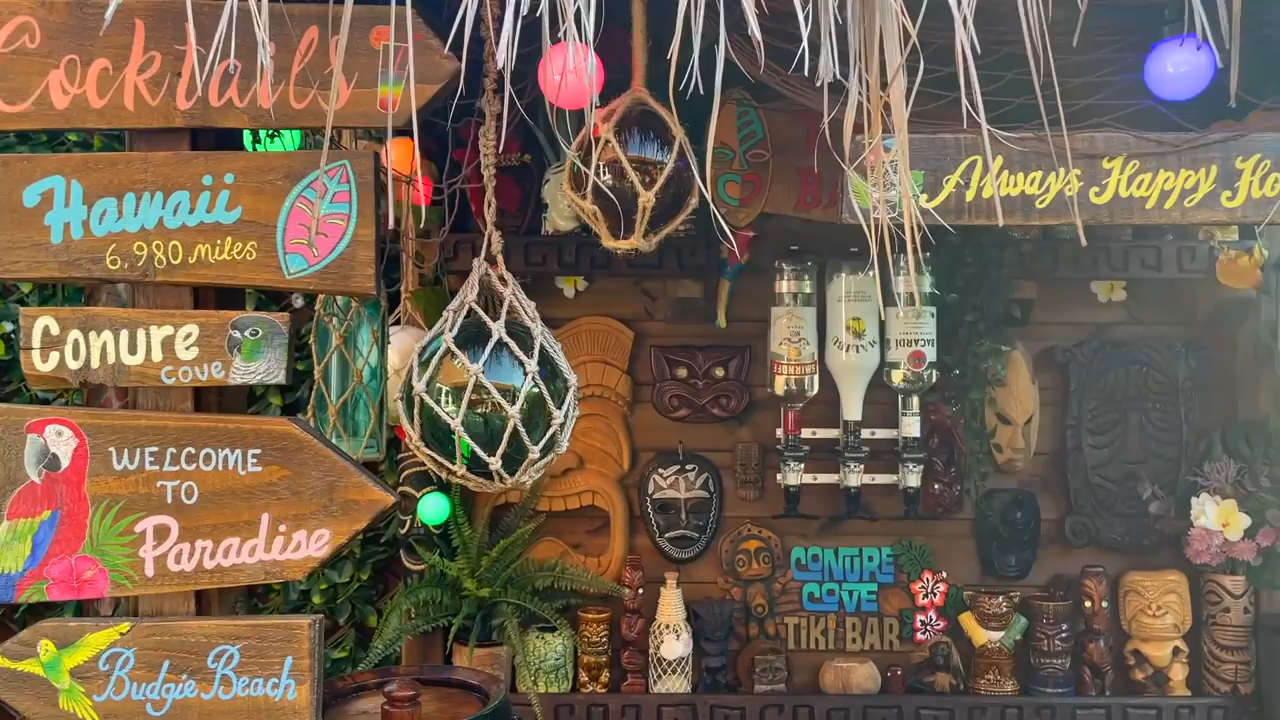 Cocktails
Hawaii
6,980 miles
Conure
cove
WELCOME
TO
Paradise
Budgie Beach
Always Happy Ho
SMIRNOFF
MALIBU
BACARDÍ
CONURE
COVE
TIKI BAR